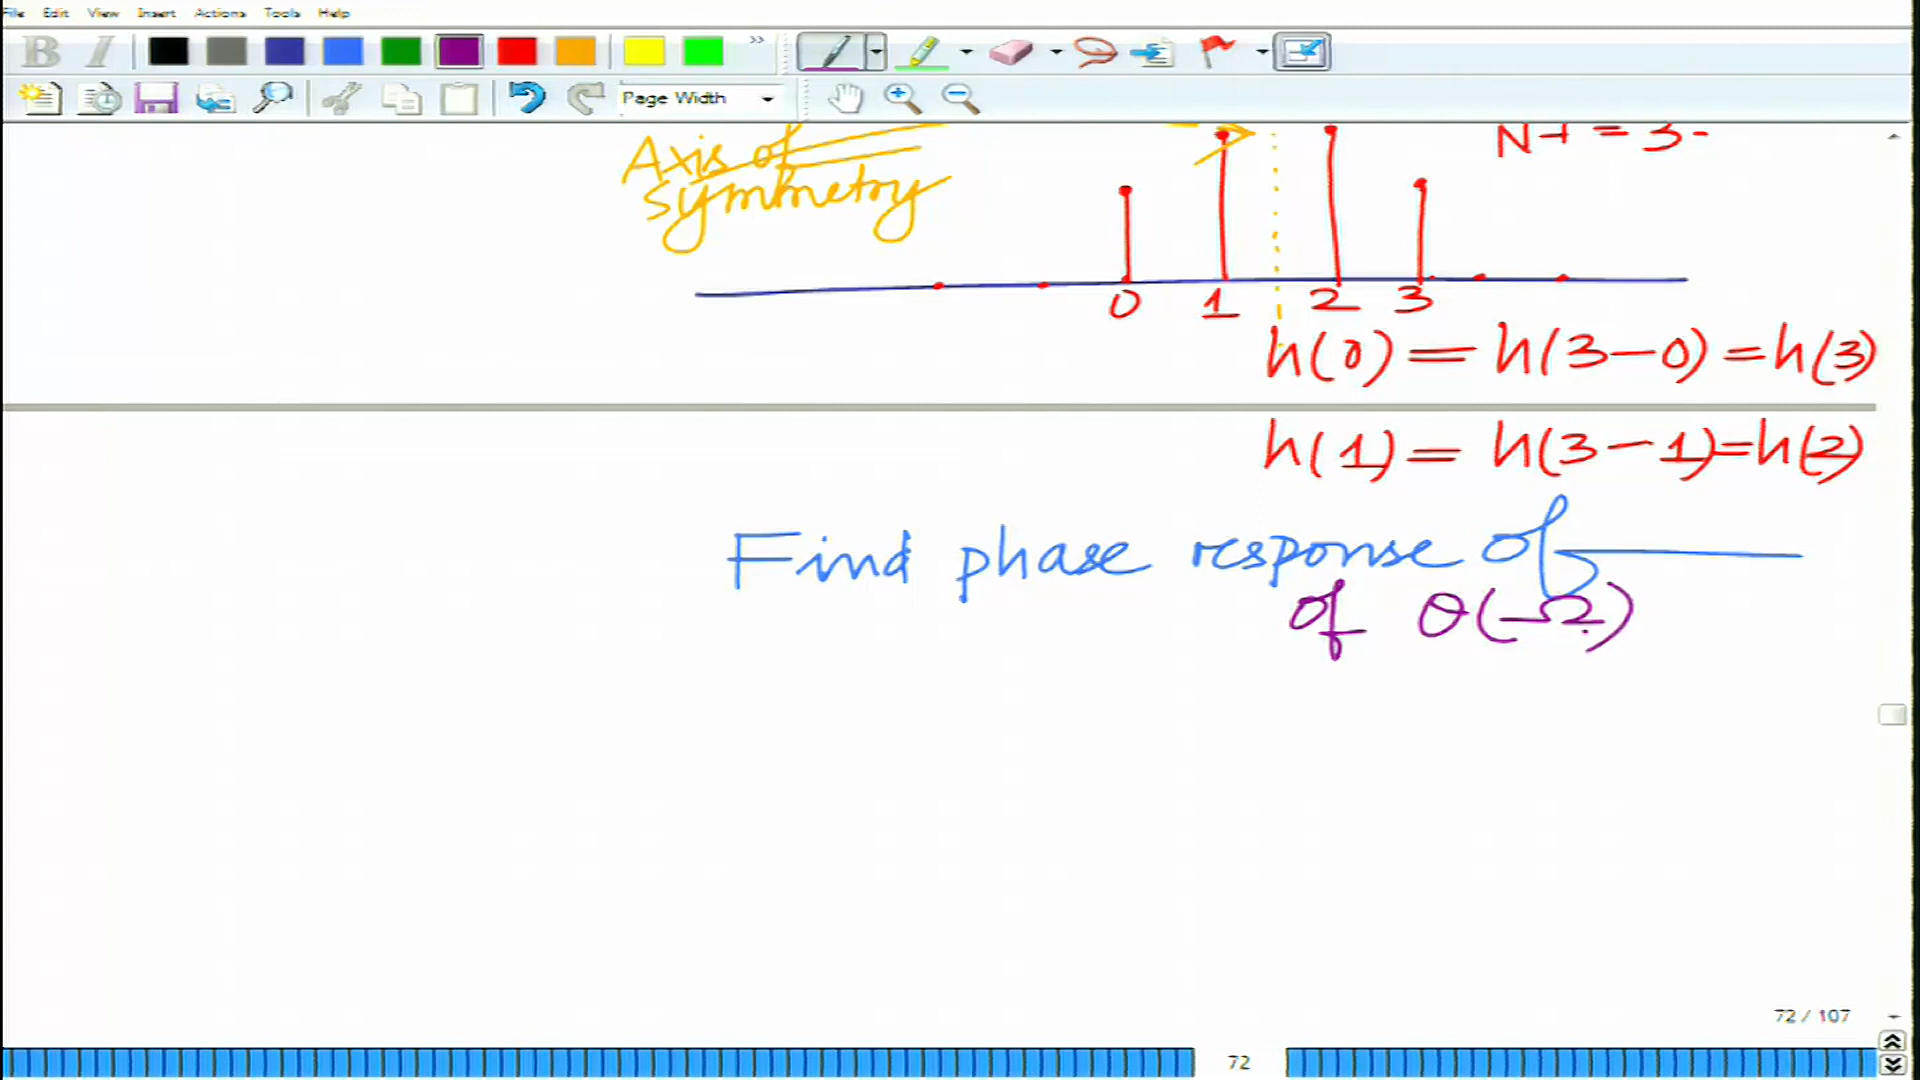 File Edit View Insert Actions Tools Help
B I
Page Width
Axis of
symmetry
N-1 = 3.
0 1 2 3
h(0) = h(3-0) = h(3)
h(1) = h(3-1) = h(2)
Find phase response of
of θ(Ω)
72 / 107
72